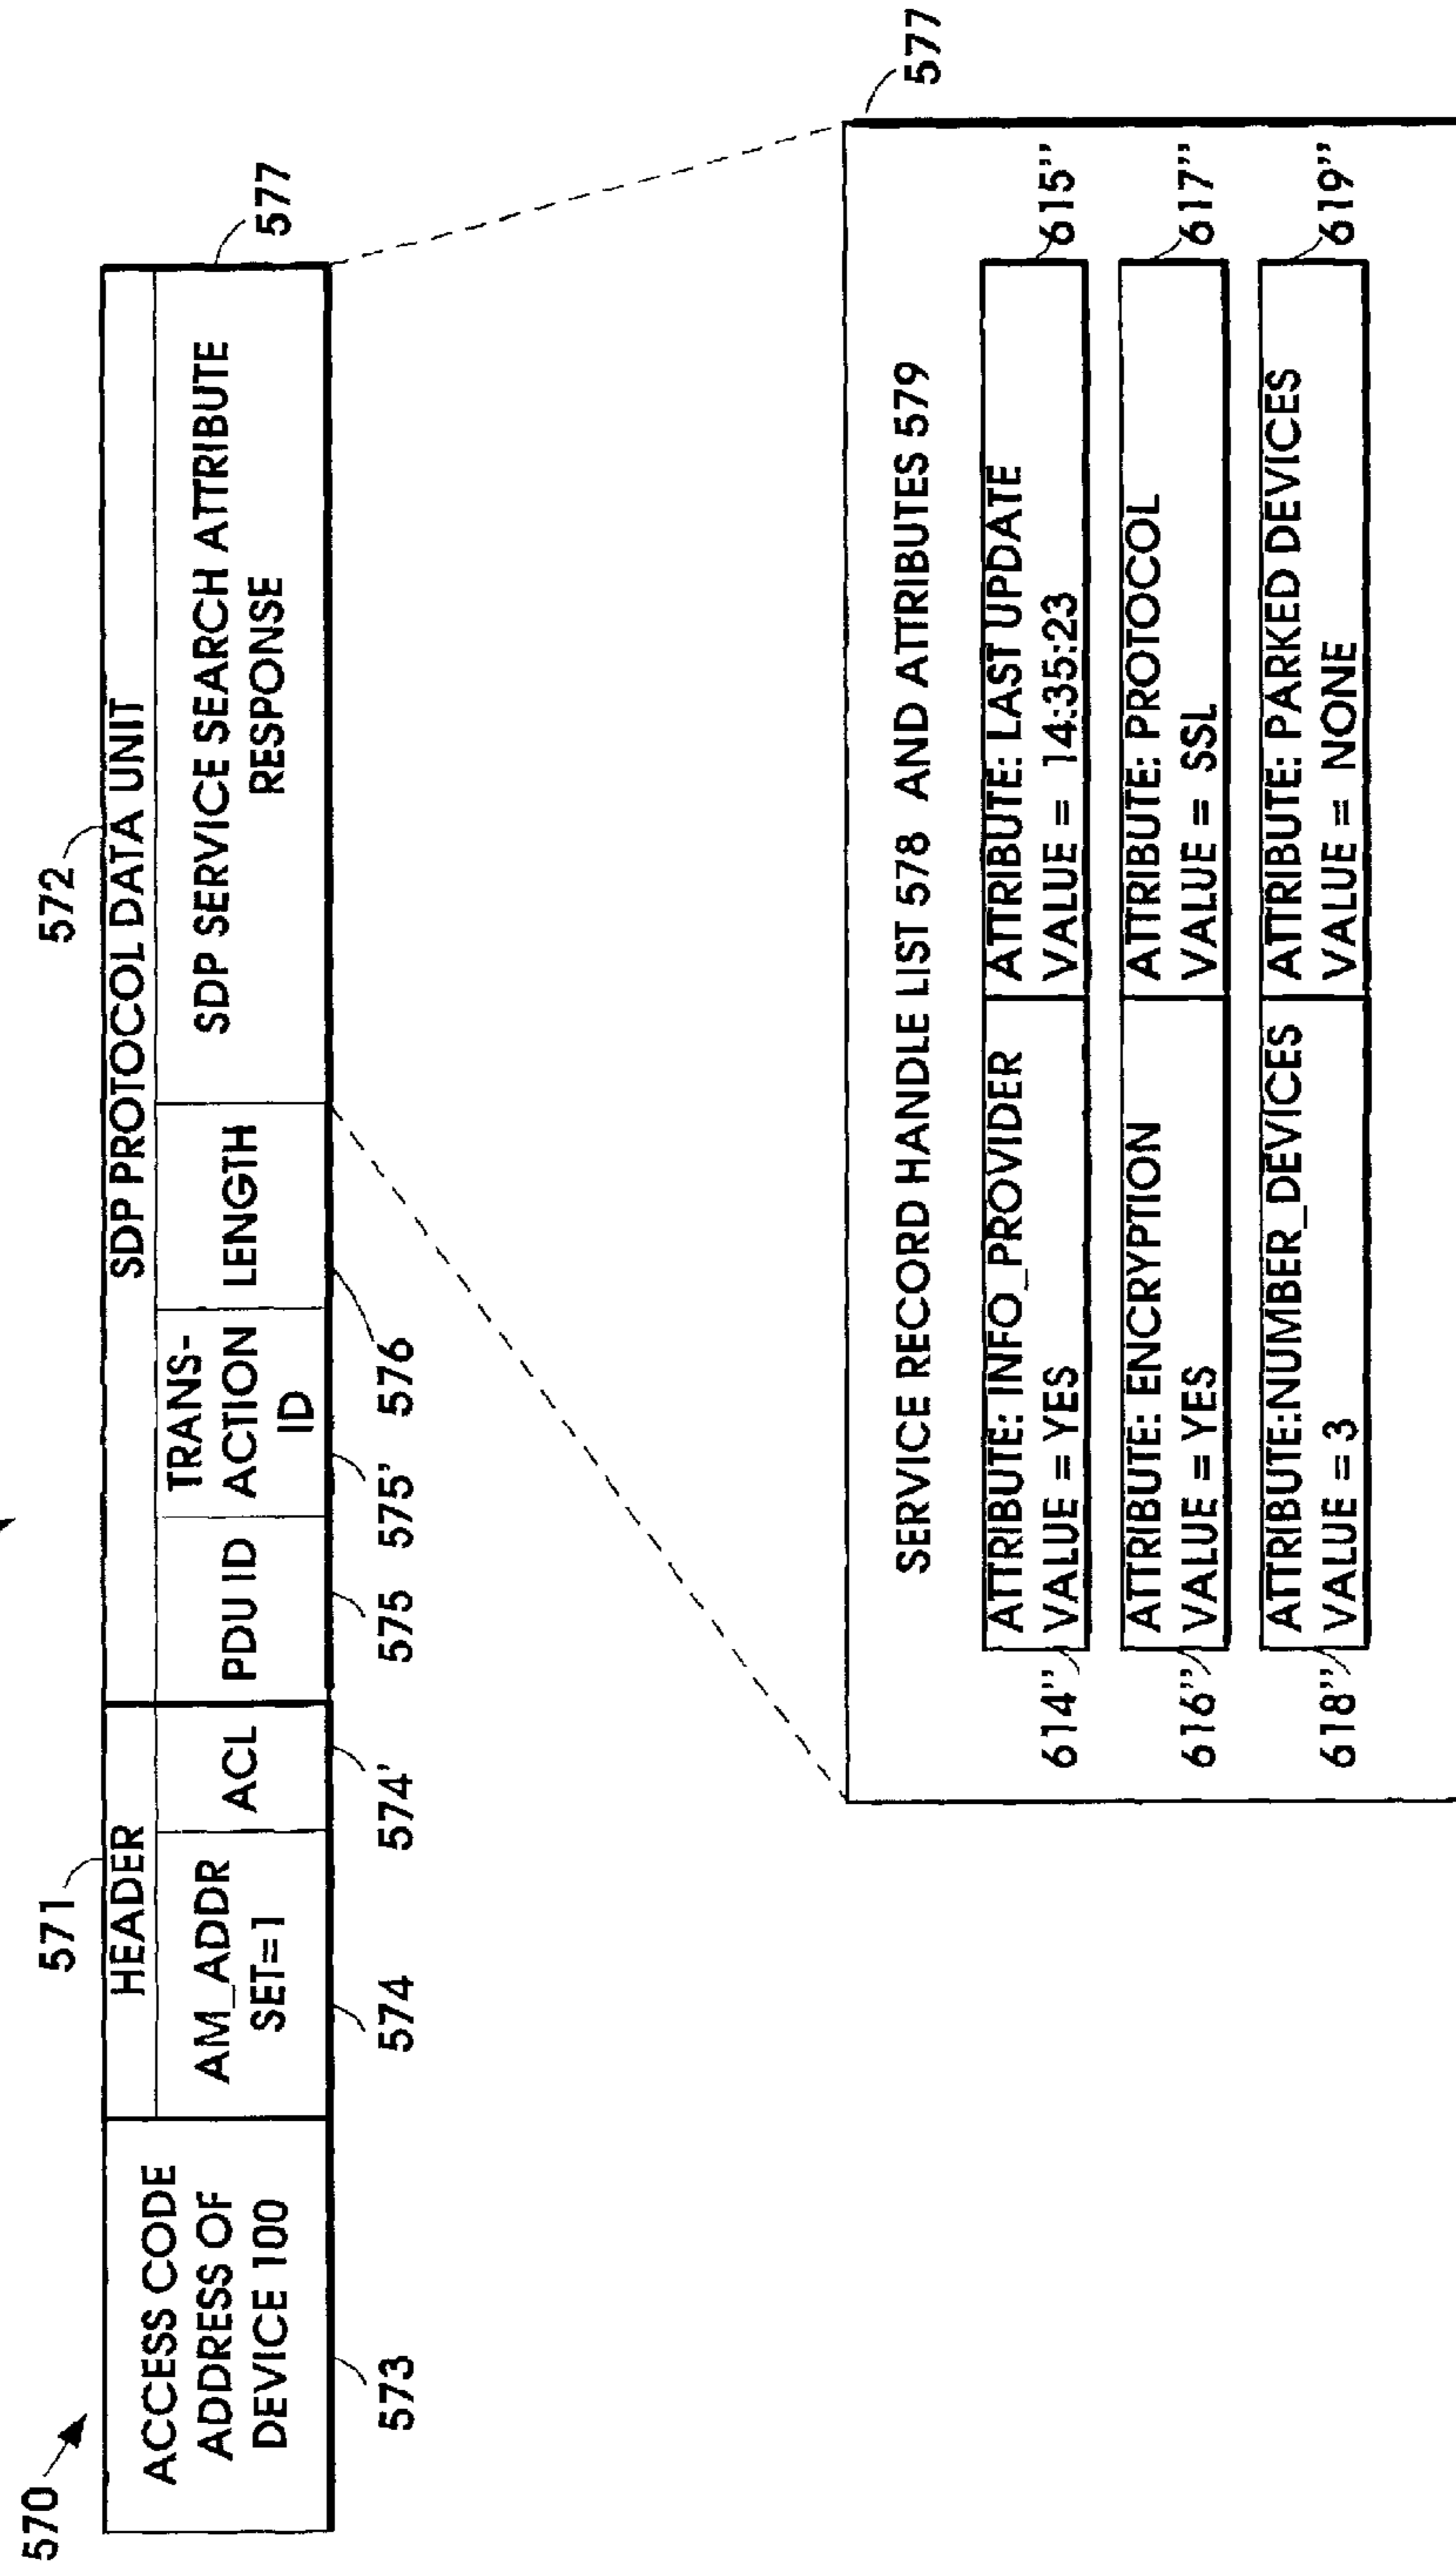 570
571
572
HEADER
SDP PROTOCOL DATA UNIT
ACCESS CODE
ADDRESS OF
DEVICE 100
AM_ADDR
SET=1
ACL
PDU ID
TRANS-
ACTION
ID
LENGTH
SDP SERVICE SEARCH ATTRIBUTE
RESPONSE
577
573
574
574'
575
575'
576
577
SERVICE RECORD HANDLE LIST 578 AND ATTRIBUTES 579
ATTRIBUTE: INFO_PROVIDER
VALUE = YES
ATTRIBUTE: LAST UPDATE
VALUE = 14:35:23
614"
615"
ATTRIBUTE: ENCRYPTION
VALUE = YES
ATTRIBUTE: PROTOCOL
VALUE = SSL
616"
617"
ATTRIBUTE:NUMBER_DEVICES
VALUE = 3
ATTRIBUTE: PARKED DEVICES
VALUE = NONE
618"
619"